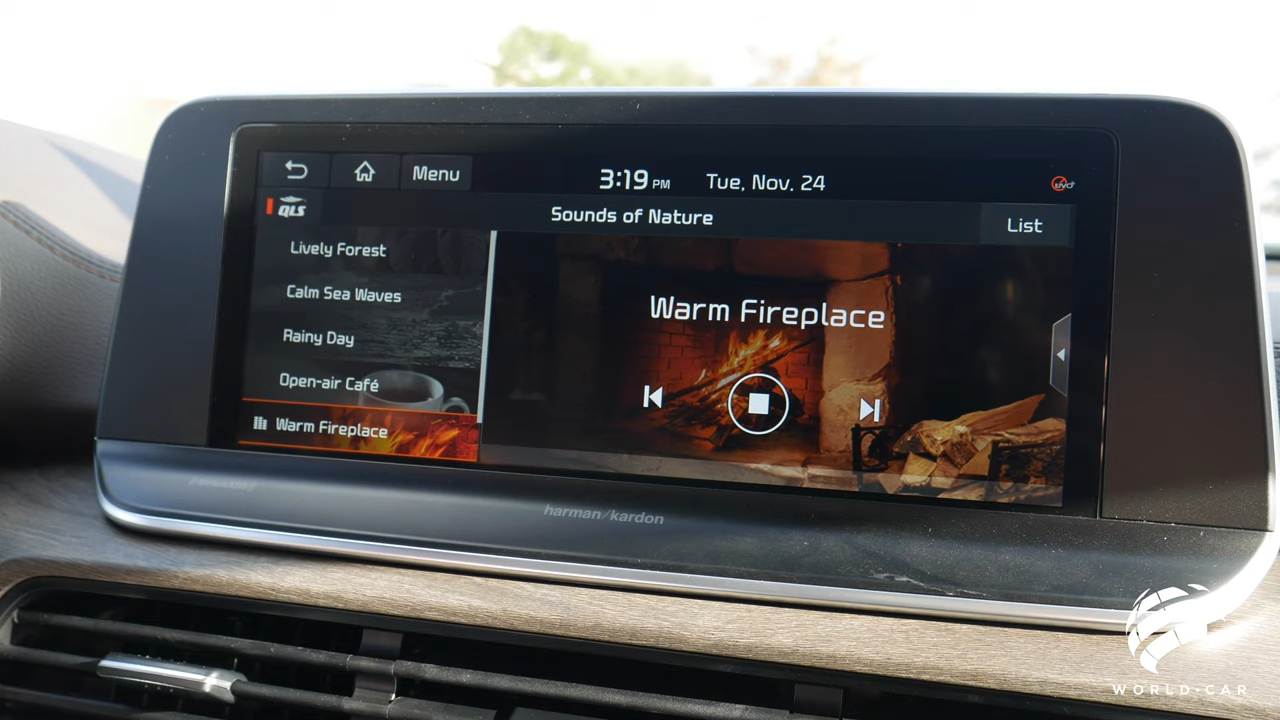 Menu
3:19 PM
Tue, Nov. 24
UVO
QLS
Sounds of Nature
List
Lively Forest
Calm Sea Waves
Rainy Day
Open-air Café
Warm Fireplace
Warm Fireplace
harman/kardon
WORLD·CAR